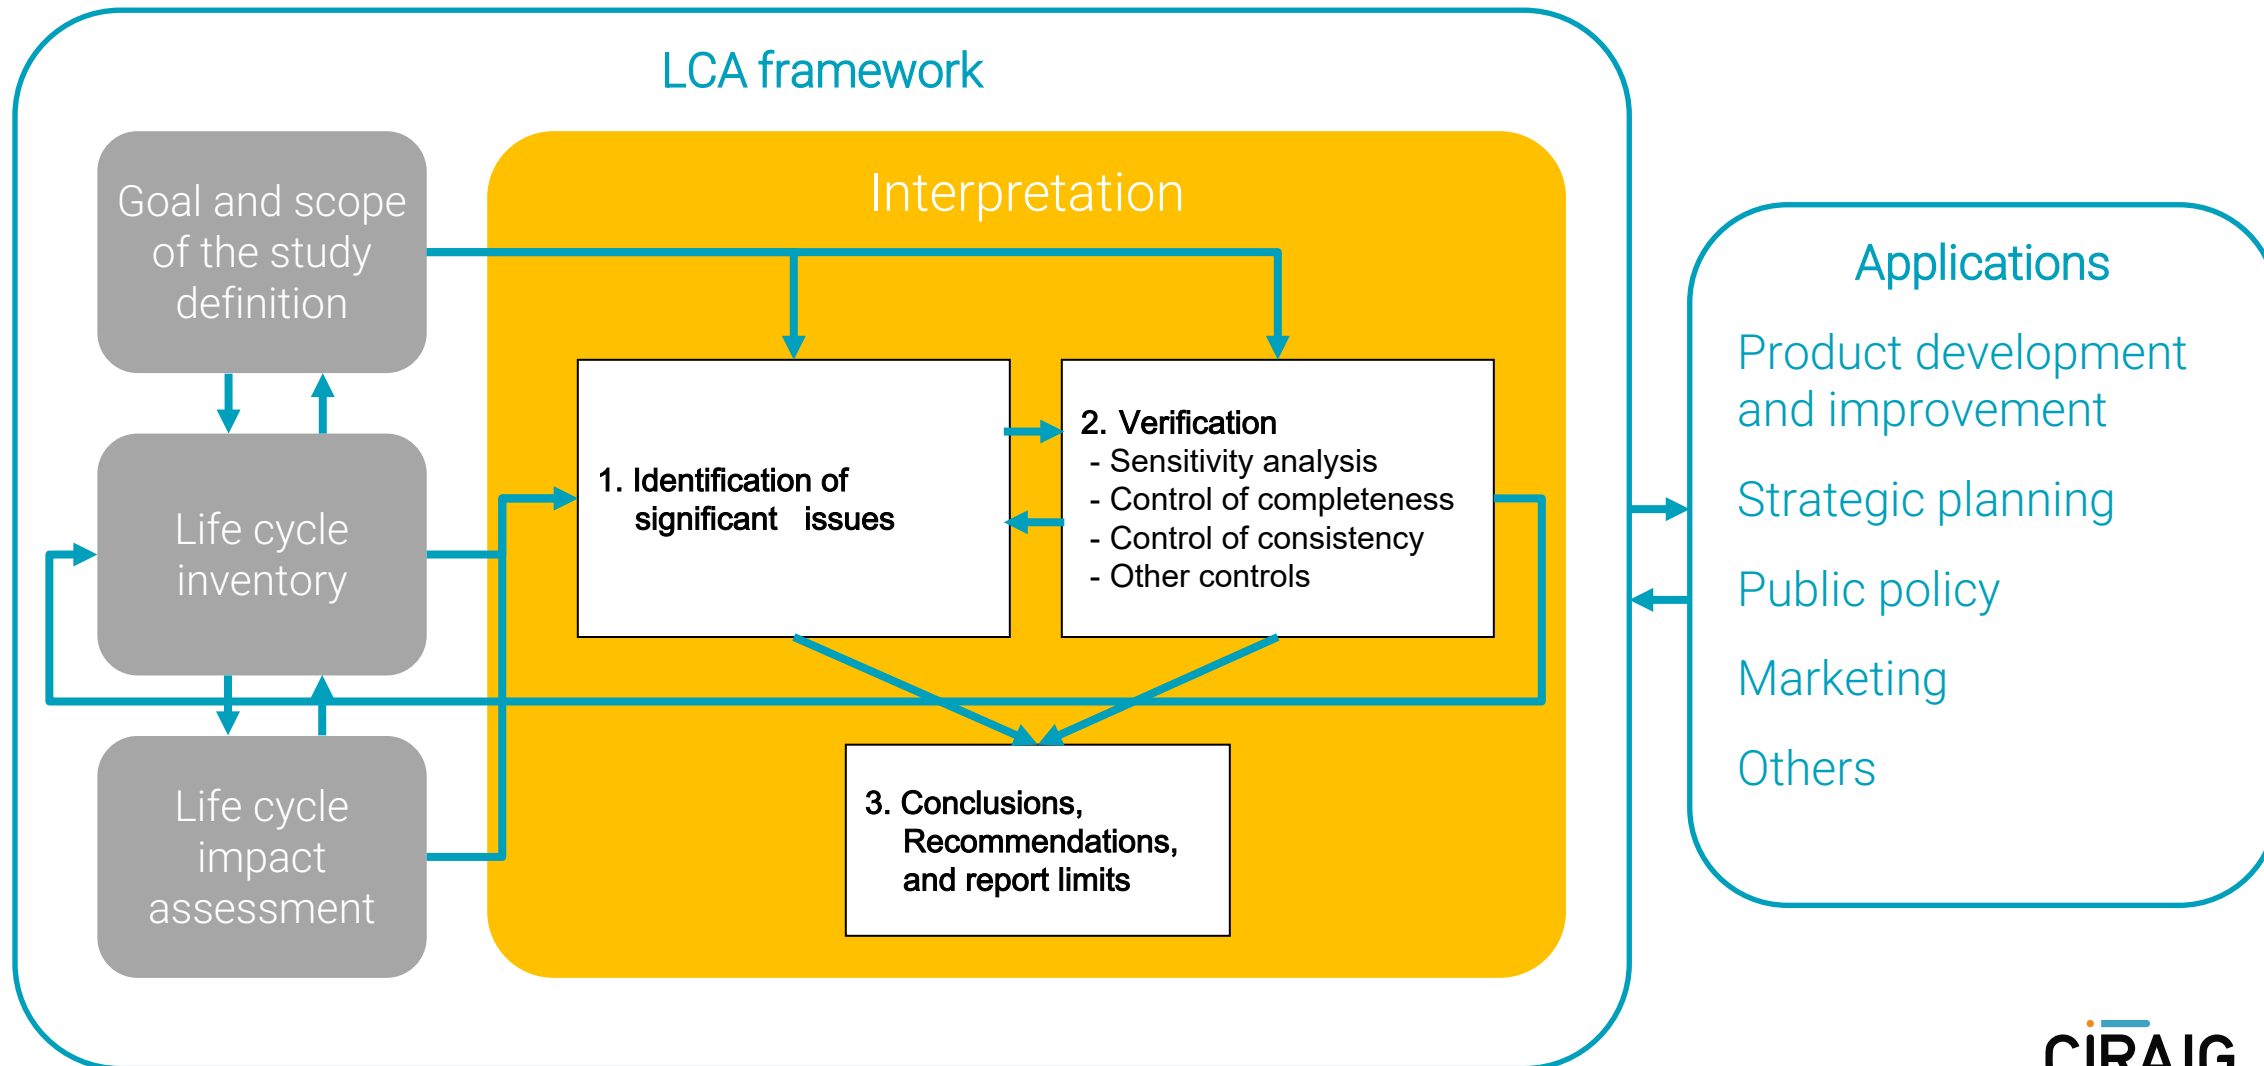 LCA framework
Goal and scope
of the study
definition
Life cycle
inventory
Life cycle
impact
assessment
Interpretation
1. Identification of
significant issues
2. Verification
- Sensitivity analysis
- Control of completeness
- Control of consistency
- Other controls
3. Conclusions,
Recommendations,
and report limits
Applications
Product development
and improvement
Strategic planning
Public policy
Marketing
Others
CiRAIG